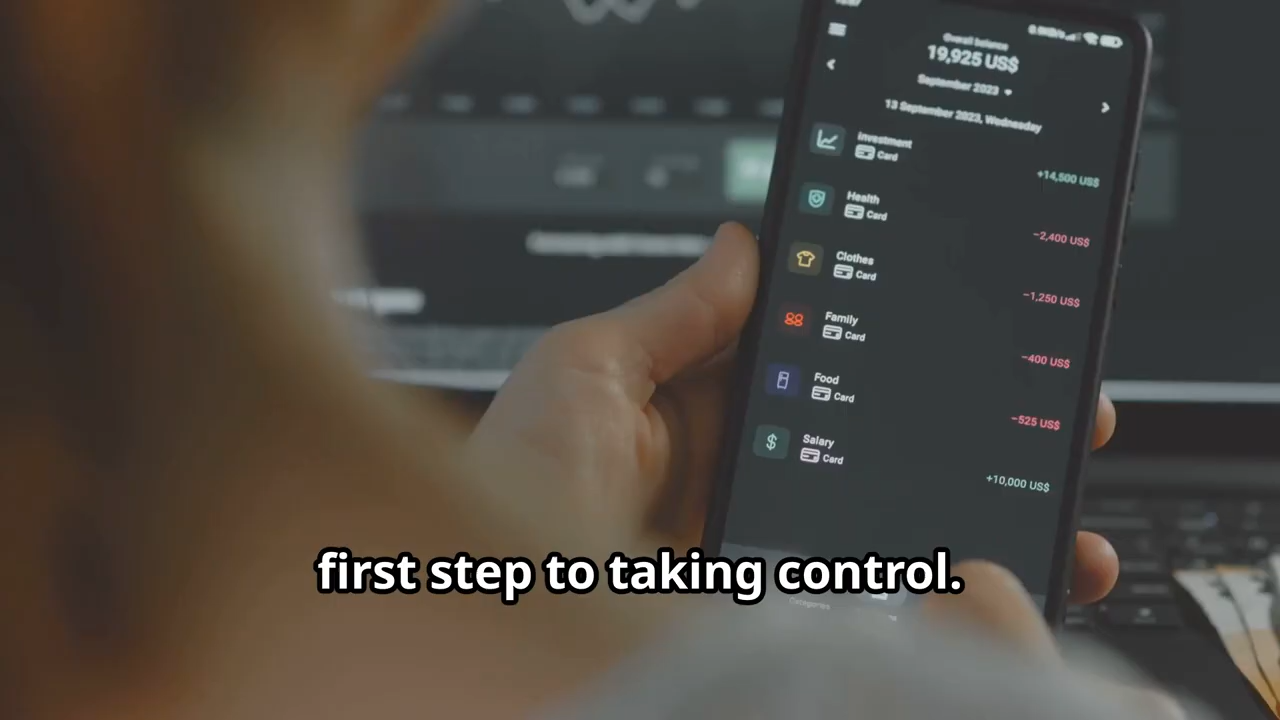 Overall balance
19,925 US$
September 2023
13 September 2023, Wednesday
Investment
Card
+14,500 US$
Health
Card
-2,400 US$
Clothes
Card
-1,250 US$
Family
Card
-400 US$
Food
Card
-525 US$
Salary
Card
+10,000 US$
first step to taking control.
Categories